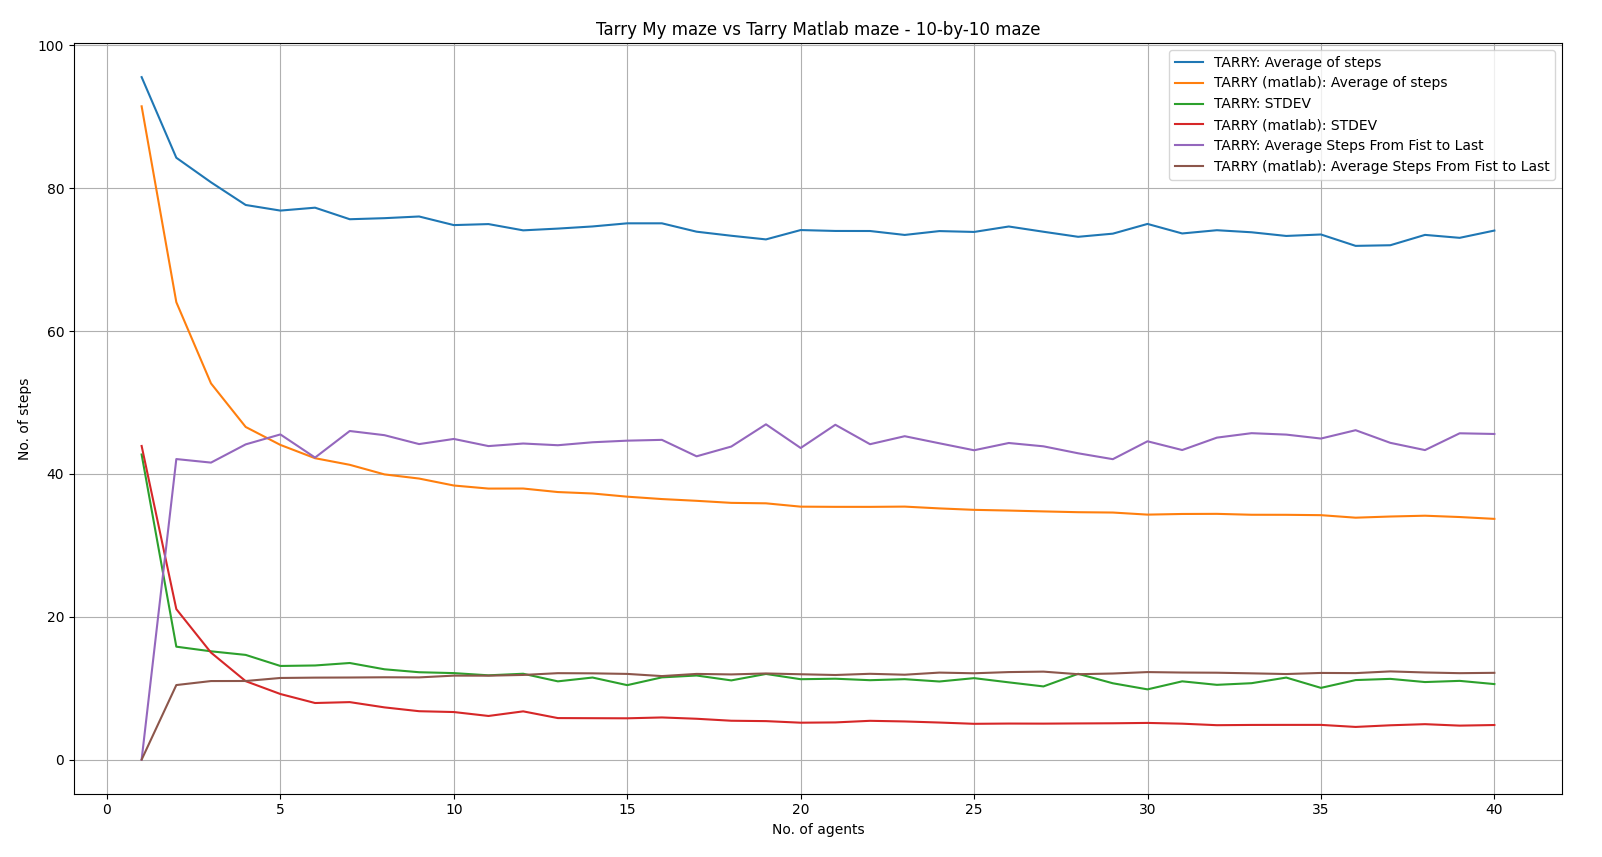 Tarry My maze vs Tarry Matlab maze - 10-by-10 maze
TARRY: Average of steps
TARRY (matlab): Average of steps
TARRY: STDEV
TARRY (matlab): STDEV
TARRY: Average Steps From Fist to Last
TARRY (matlab): Average Steps From Fist to Last
100
80
60
40
20
0
No. of steps
0 5 10 15 20 25 30 35 40
No. of agents